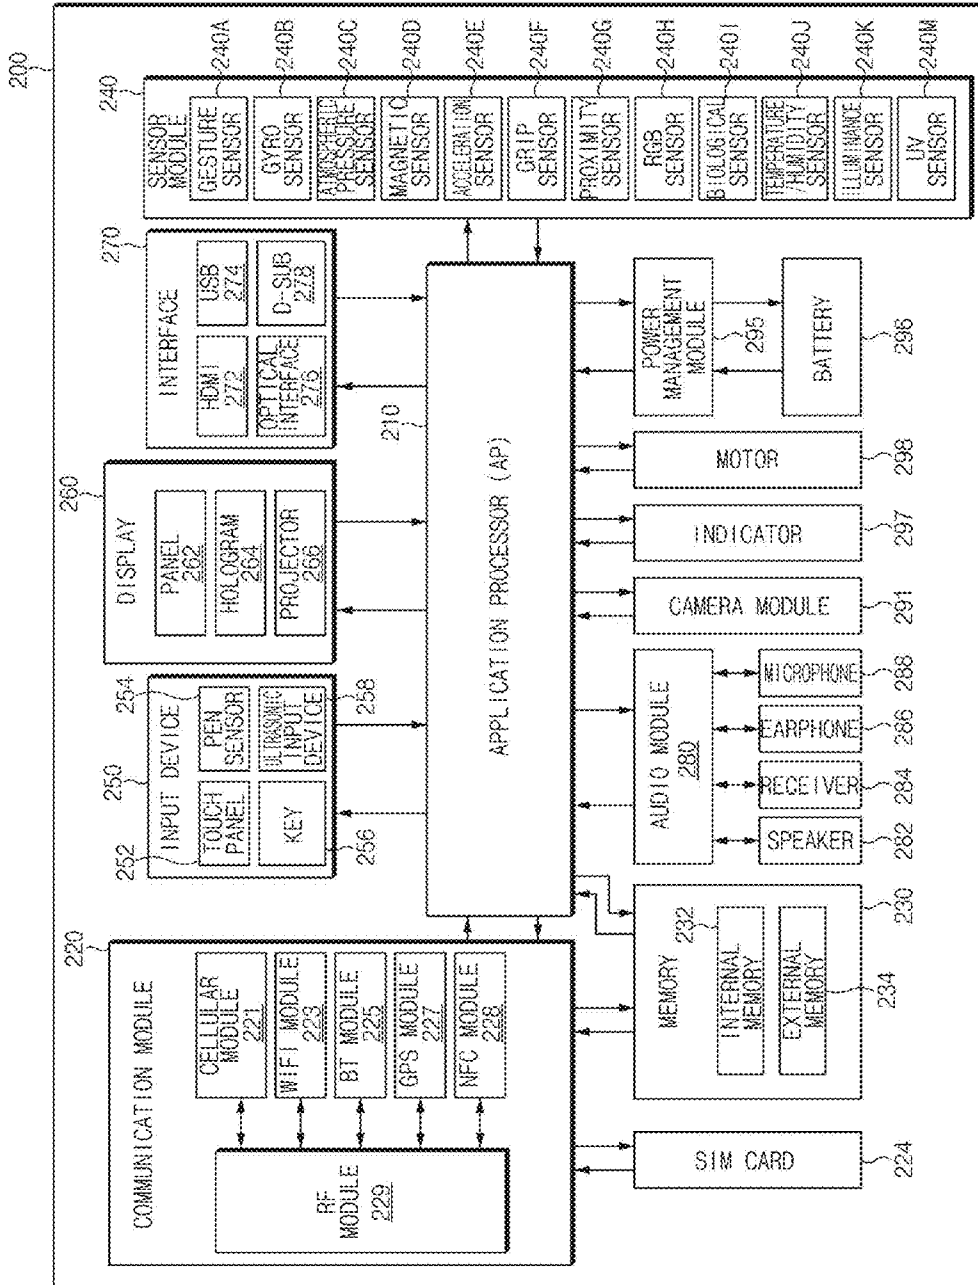 200
220
COMMUNICATION MODULE
RF
MODULE
229
CELLULAR
MODULE
221
WIFI MODULE
223
BT MODULE
225
GPS MODULE
227
NFC MODULE
228
250
INPUT DEVICE
252
TOUCH
PANEL
254
PEN
SENSOR
KEY
256
ULTRASONIC
INPUT
DEVICE
258
260
DISPLAY
PANEL
262
HOLOGRAM
264
PROJECTOR
266
270
INTERFACE
HDMI
272
USB
274
OPTICAL
INTERFACE
276
D-SUB
278
240
SENSOR
MODULE
GESTURE
SENSOR
240A
GYRO
SENSOR
240B
ATMOSPHERIC
PRESSURE
SENSOR
240C
MAGNETIC
SENSOR
240D
ACCELERATION
SENSOR
240E
GRIP
SENSOR
240F
PROXIMITY
SENSOR
240G
RGB
SENSOR
240H
BIOLOGICAL
SENSOR
240I
TEMPERATURE
/HUMIDITY
SENSOR
240J
ILLUMINANCE
SENSOR
240K
UV
SENSOR
240M
210
APPLICATION PROCESSOR (AP)
SIM CARD
224
MEMORY
232
INTERNAL
MEMORY
EXTERNAL
MEMORY
234
230
AUDIO MODULE
280
SPEAKER
282
RECEIVER
284
EARPHONE
286
MICROPHONE
288
CAMERA MODULE
291
INDICATOR
297
MOTOR
298
POWER
MANAGEMENT
MODULE
295
BATTERY
296